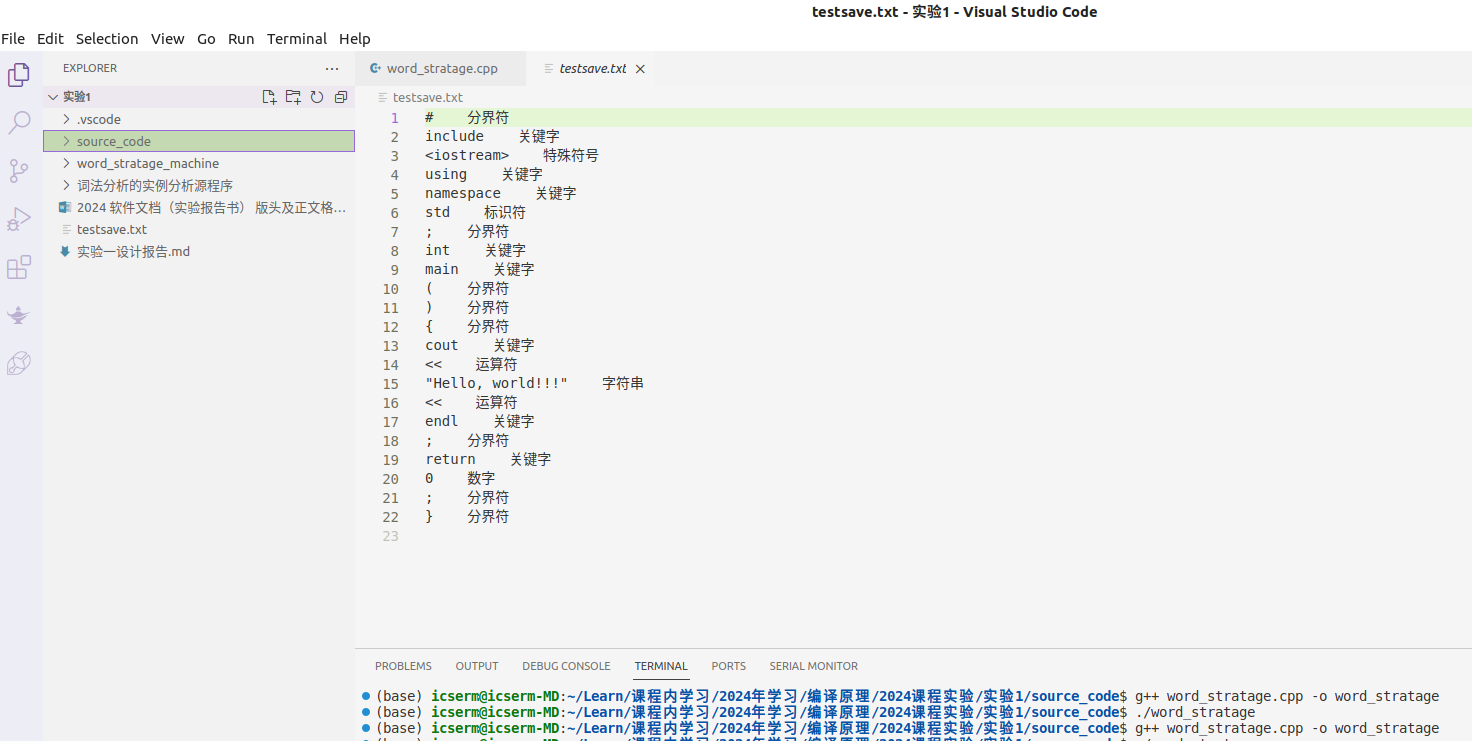 testsave.txt - 实验1 - Visual Studio Code
File Edit Selection View Go Run Terminal Help
EXPLORER ···
实验1
.vscode
source_code
word_stratage_machine
词法分析的实例分析源程序
2024 软件文档（实验报告书） 版头及正文格...
testsave.txt
实验一设计报告.md
word_stratage.cpp testsave.txt
testsave.txt
1 # 分界符
2 include 关键字
3 <iostream> 特殊符号
4 using 关键字
5 namespace 关键字
6 std 标识符
7 ; 分界符
8 int 关键字
9 main 关键字
10 ( 分界符
11 ) 分界符
12 { 分界符
13 cout 关键字
14 << 运算符
15 "Hello, world!!!" 字符串
16 << 运算符
17 endl 关键字
18 ; 分界符
19 return 关键字
20 0 数字
21 ; 分界符
22 } 分界符
23
PROBLEMS OUTPUT DEBUG CONSOLE TERMINAL PORTS SERIAL MONITOR
(base) icserm@icserm-MD:~/Learn/课程内学习/2024年学习/编译原理/2024课程实验/实验1/source_code$ g++ word_stratage.cpp -o word_stratage
(base) icserm@icserm-MD:~/Learn/课程内学习/2024年学习/编译原理/2024课程实验/实验1/source_code$ ./word_stratage
(base) icserm@icserm-MD:~/Learn/课程内学习/2024年学习/编译原理/2024课程实验/实验1/source_code$ g++ word_stratage.cpp -o word_stratage